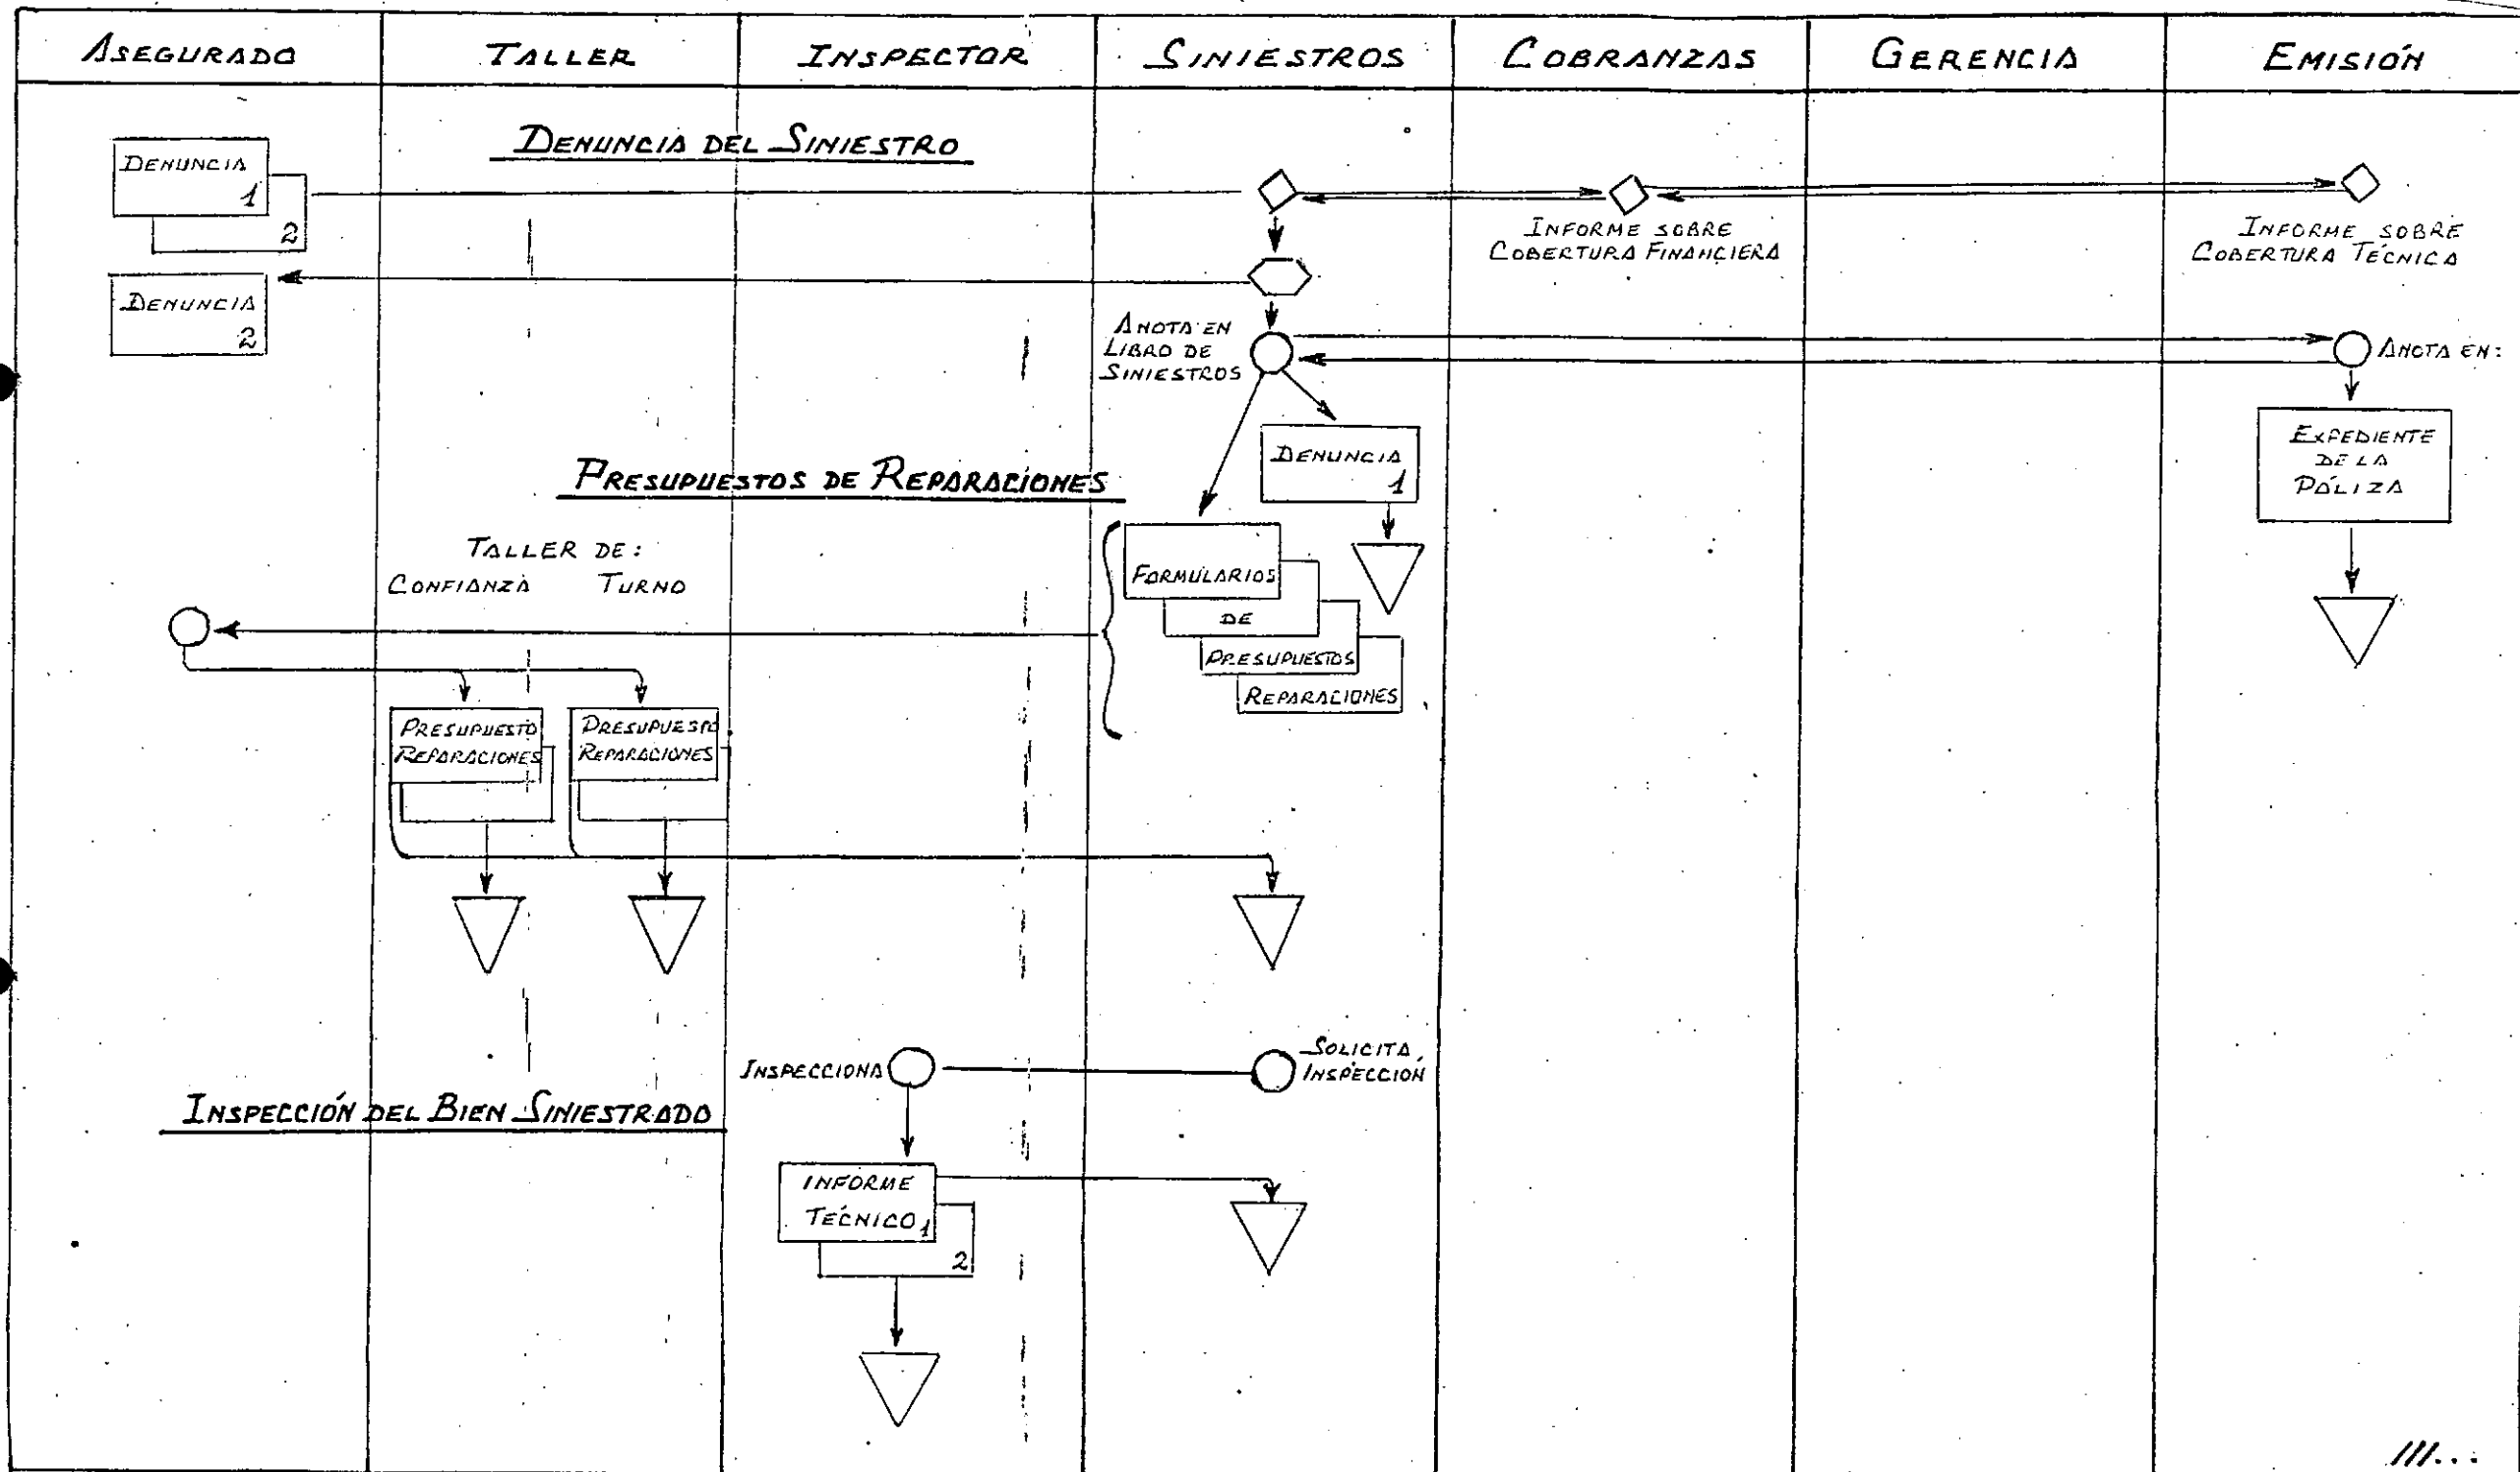 ASEGURADO
TALLER
INSPECTOR
SINIESTROS
COBRANZAS
GERENCIA
EMISIÓN
DENUNCIA DEL SINIESTRO
DENUNCIA
1
2
INFORME SOBRE
COBERTURA FINANCIERA
INFORME SOBRE
COBERTURA TÉCNICA
DENUNCIA
2
ANOTA EN
LIBRO DE
SINIESTROS
ANOTA EN:
EXPEDIENTE
DE LA
PÓLIZA
DENUNCIA
1
PRESUPUESTOS DE REPARACIONES
TALLER DE:
CONFIANZA TURNO
FORMULARIOS
DE
PRESUPUESTOS
REPARACIONES
PRESUPUESTO
REPARACIONES
PRESUPUESTO
REPARACIONES
INSPECCIONA
SOLICITA
INSPECCIÓN
INSPECCIÓN DEL BIEN SINIESTRADO
INFORME
TÉCNICO 1
2
///...